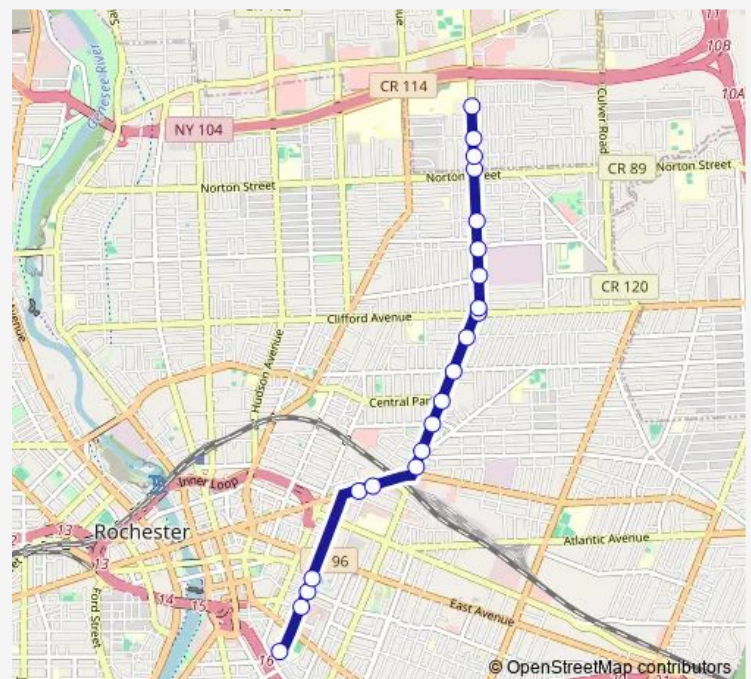 11
10B
CR 114
10A
Genesee River
NY 104
Culver Road
Norton Street
Norton Street
CR 89
Norton Street
CR 120
Clifford Avenue
Hudson Avenue
Central Par
Inner Loop
13
Rochester
13
Atlantic Avenue
96
14
15
East Avenue
Ford Street
16
© OpenStreetMap contributors